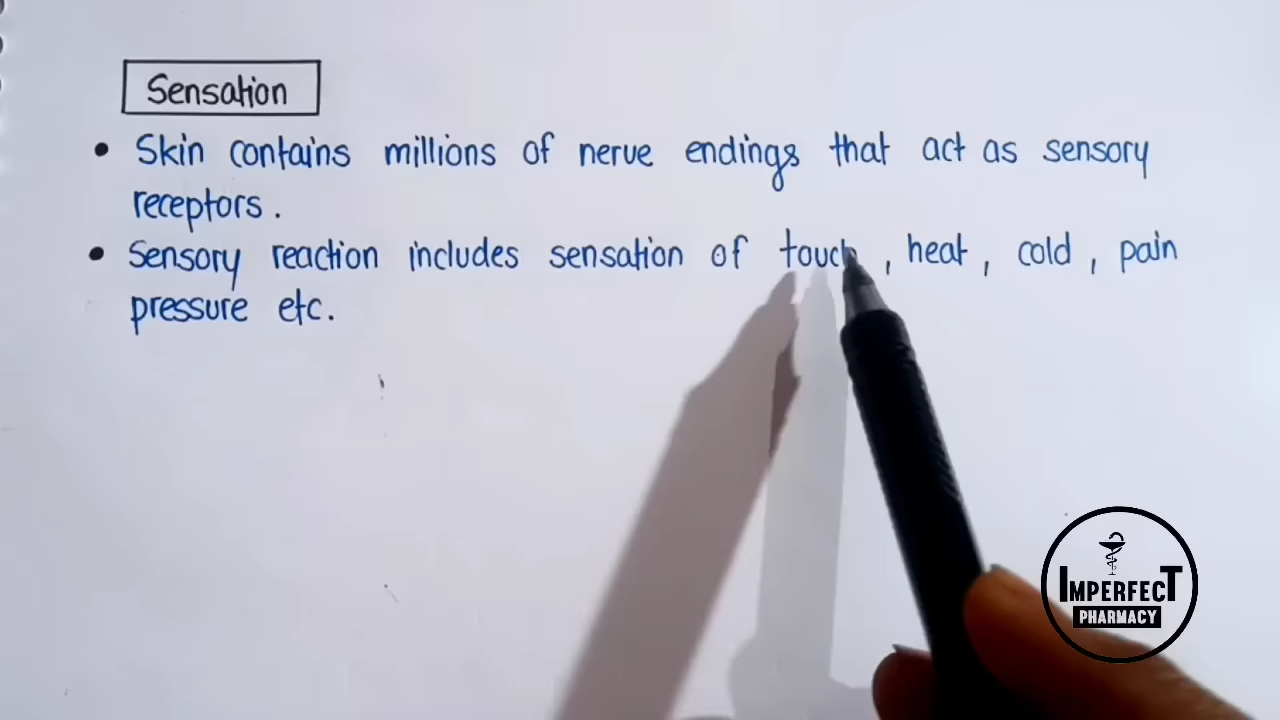 Sensation
• Skin contains millions of nerve endings that act as sensory
receptors.
• Sensory reaction includes sensation of touch, heat, cold, pain
pressure etc.
IMPERFECT
PHARMACY